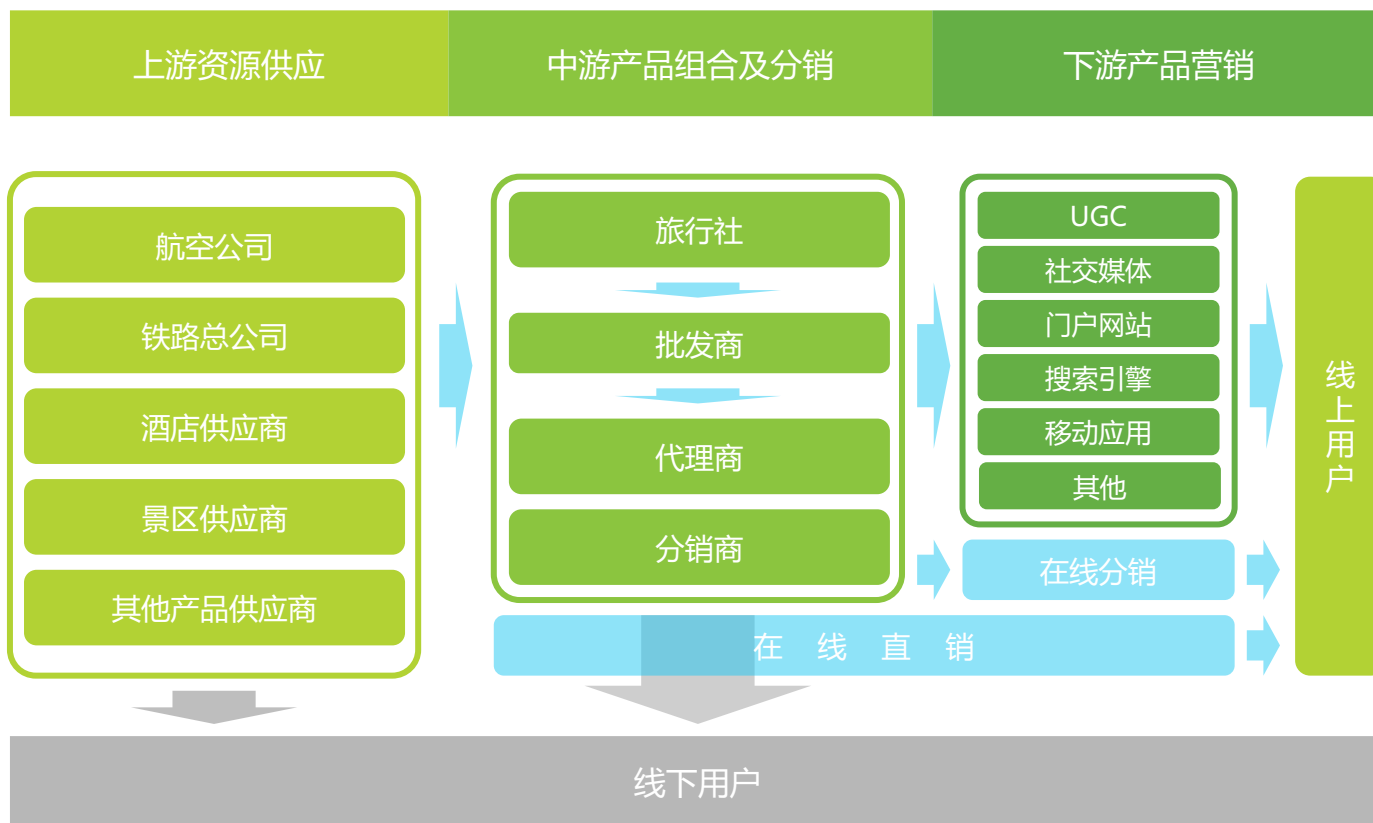 上游资源供应
中游产品组合及分销
下游产品营销
航空公司
铁路总公司
酒店供应商
景区供应商
其他产品供应商
旅行社
批发商
代理商
分销商
UGC
社交媒体
门户网站
搜索引擎
移动应用
其他
在线分销
在线直销
线上用户
线下用户